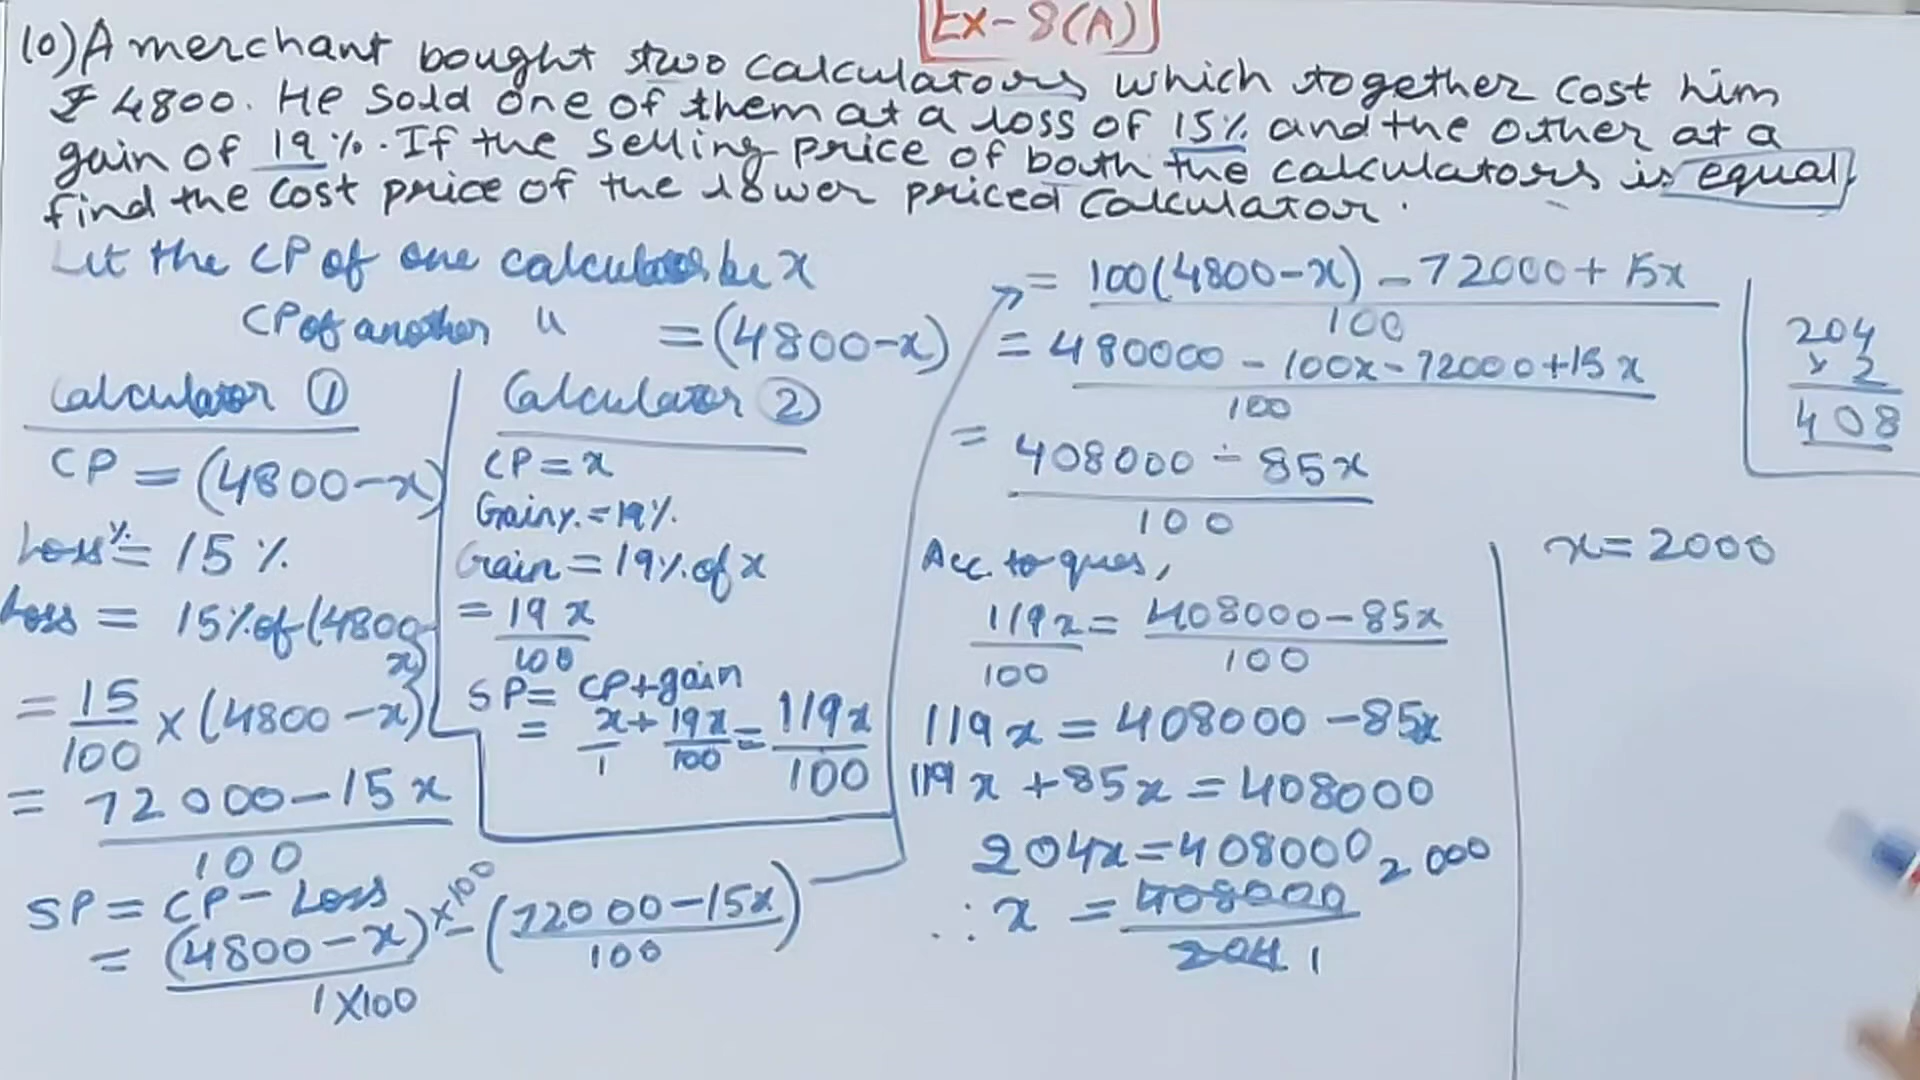 Ex-8(A)
10) A merchant bought two calculators which together cost him
₹ 4800. He sold one of them at a loss of 15% and the other at a
gain of 19%. If the selling price of both the calculators is equal,
find the cost price of the lower priced calculator.
Let the CP of one calculator be x
CP of another " = (4800-x)
Calculator ①
CP = (4800-x)
Loss% = 15%
Loss = 15% of (4800-
x)
= 15/100 × (4800-x)
= 72000-15x/100
SP = CP - Loss
= (4800-x)×100/1×100 - (72000-15x/100)
Calculator ②
CP = x
Gain% = 19%.
Gain = 19% of x
= 19x/100
SP = CP+gain
= x/1 + 19x/100 = 119x/100
= 100(4800-x) - 72000 + 15x/100
= 480000 - 100x - 72000 + 15x/100
= 408000 - 85x/100
Acc. to ques,
119x/100 = 408000-85x/100
119x = 408000 - 85x
119x + 85x = 408000
204x = 408000
∴ x = 408000/204 2000 1
204
× 2
408
x = 2000